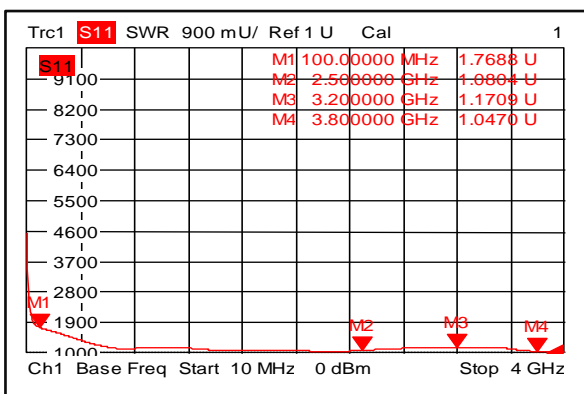 Trc1 S11 SWR 900 mU/ Ref 1 U Cal 1
S11
M1 100.00000 MHz 1.7688 U
M2 2.500000 GHz 1.0804 U
M3 3.200000 GHz 1.1709 U
M4 3.800000 GHz 1.0470 U
9100
8200
7300
6400
5500
4600
3700
2800
1900
1000
M1
M2
M3
M4
Ch1 Base Freq Start 10 MHz 0 dBm Stop 4 GHz